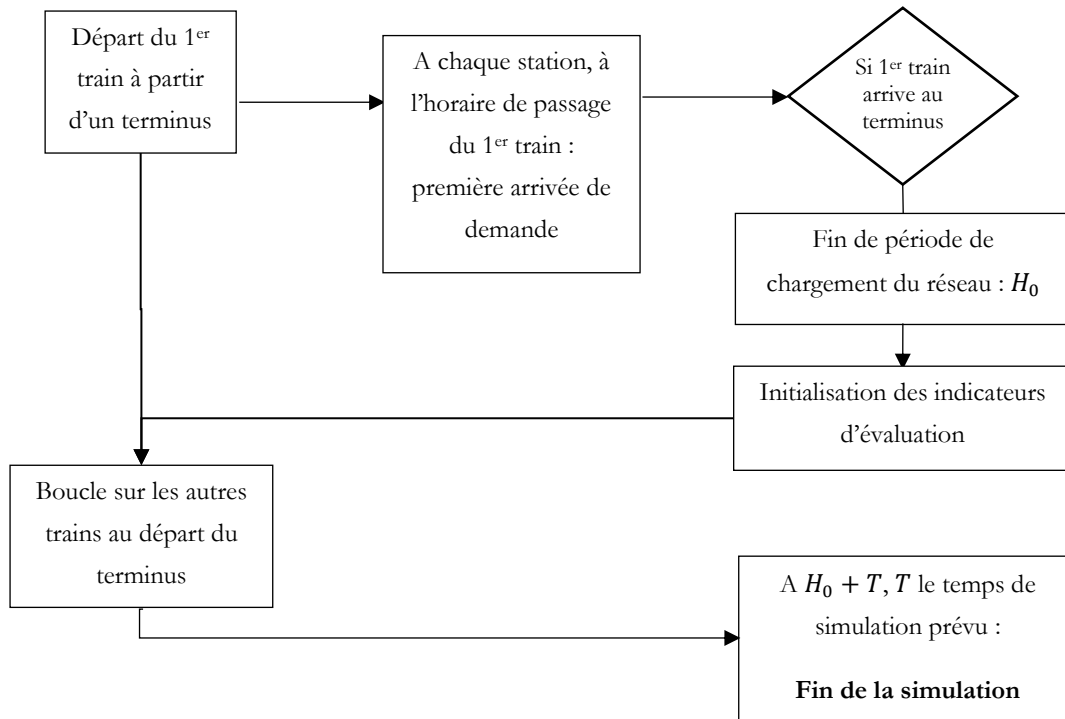 Départ du 1er
train à partir
d'un terminus
A chaque station, à
l'horaire de passage
du 1er train :
première arrivée de
demande
Si 1er train
arrive au
terminus
Fin de période de
chargement du réseau : H₀
Initialisation des indicateurs
d'évaluation
Boucle sur les autres
trains au départ du
terminus
A H₀ + T, T le temps de
simulation prévu :
Fin de la simulation